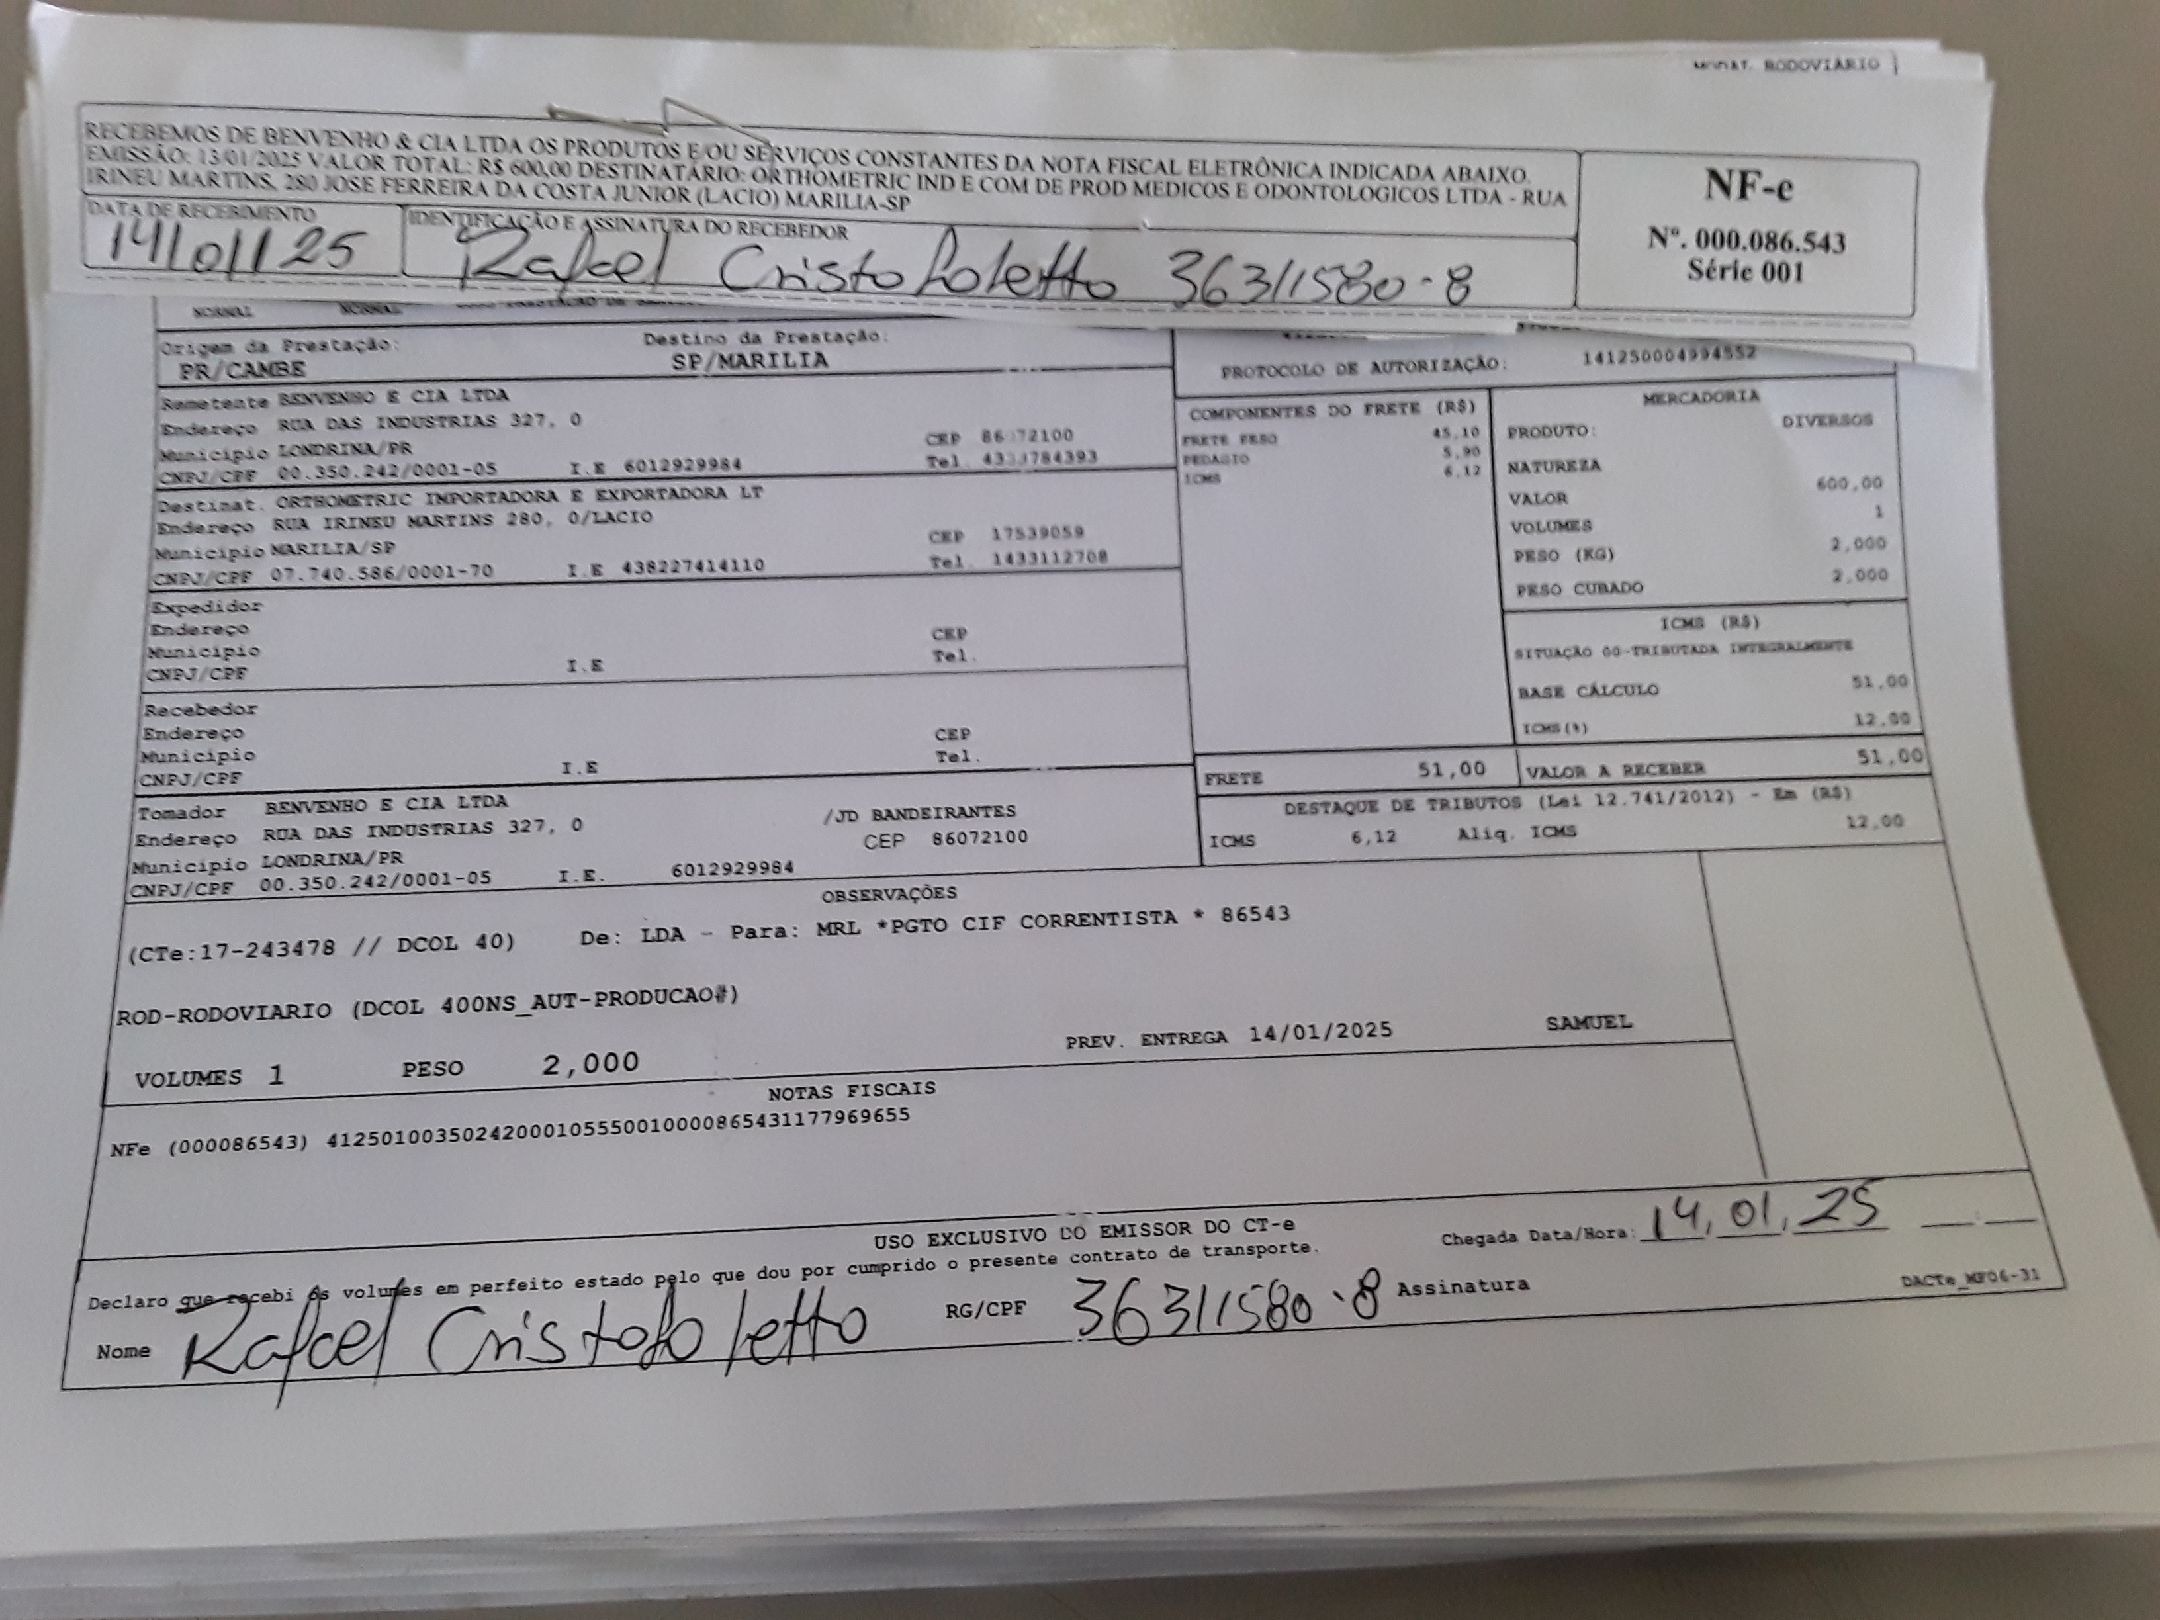 MODAL RODOVIÁRIO
RECEBEMOS DE BENVENHO & CIA LTDA OS PRODUTOS E/OU SERVIÇOS CONSTANTES DA NOTA FISCAL ELETRÔNICA INDICADA ABAIXO.
EMISSÃO: 13/01/2025 VALOR TOTAL: R$ 600,00 DESTINATÁRIO: ORTHOMETRIC IND E COM DE PROD MEDICOS E ODONTOLOGICOS LTDA - RUA
IRINEU MARTINS, 280 JOSE FERREIRA DA COSTA JUNIOR (LACIO) MARILIA-SP
NF-e
Nº. 000.086.543
Série 001
DATA DE RECEBIMENTO
14/01/25
IDENTIFICAÇÃO E ASSINATURA DO RECEBEDOR
Rafael Cristofoletto 36311580-8
NORMAL NORMAL
Origem da Prestação: Destino da Prestação:
PR/CAMBE SP/MARILIA
PROTOCOLO DE AUTORIZAÇÃO: 141250004994552
Remetente BENVENHO E CIA LTDA
Endereço RUA DAS INDUSTRIAS 327, 0
Município LONDRINA/PR CEP 86072100
CNPJ/CPF 00.350.242/0001-05 I.E 6012929984 Tel.
Destinat. ORTHOMETRIC IMPORTADORA E EXPORTADORA LT
Endereço RUA IRINEU MARTINS 280, 0/LACIO
Município MARILIA/SP CEP 17539059
CNPJ/CPF 07.740.586/0001-70 I.E 438227414110 Tel. 1433112708
Expedidor
Endereço
Município CEP
CNPJ/CPF I.E Tel.
Recebedor
Endereço
Município CEP
CNPJ/CPF I.E Tel.
Tomador BENVENHO E CIA LTDA
Endereço RUA DAS INDUSTRIAS 327, 0 /JD BANDEIRANTES
Município LONDRINA/PR CEP 86072100
CNPJ/CPF 00.350.242/0001-05 I.E. 6012929984
COMPONENTES DO FRETE (R$)
FRETE PESO 45,10
PEDAGIO 5,90
ICMS 6,12
MERCADORIA
PRODUTO: DIVERSOS
NATUREZA
VALOR 600,00
VOLUMES 1
PESO (KG) 2,000
PESO CUBADO 2,000
ICMS (R$)
SITUAÇÃO 00-TRIBUTADA INTEGRALMENTE
BASE CÁLCULO 51,00
ICMS(%) 12,00
FRETE 51,00 VALOR A RECEBER 51,00
DESTAQUE DE TRIBUTOS (Lei 12.741/2012) - Em (R$)
ICMS 6,12 Aliq. ICMS 12,00
OBSERVAÇÕES
(CTe:17-243478 // DCOL 40) De: LDA - Para: MRL *PGTO CIF CORRENTISTA * 86543
ROD-RODOVIARIO (DCOL 400NS_AUT-PRODUCAO#)
PREV. ENTREGA 14/01/2025 SAMUEL
VOLUMES 1 PESO 2,000
NOTAS FISCAIS
NFe (000086543) 41250100350242000105550010000865431177969655
USO EXCLUSIVO DO EMISSOR DO CT-e
Declaro que recebi os volumes em perfeito estado pelo que dou por cumprido o presente contrato de transporte.
Chegada Data/Hora: 14, 01, 25 __:__
Nome Rafael Cristofoletto RG/CPF 36311580-8 Assinatura
DACTe_MF06-31